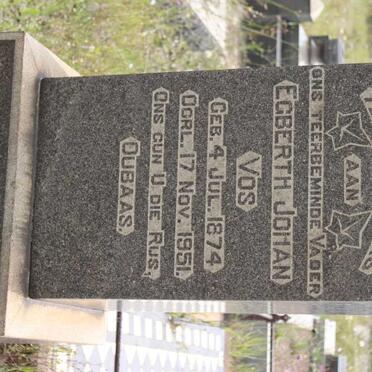 AAN
ONS TEERBEMINDE VADER
EGBERTH JOHAN
VOS
GEB. 4 JUL. 1874
OORL. 17 NOV. 1951.
ONS GUN U DIE RUS,
OUBAAS.